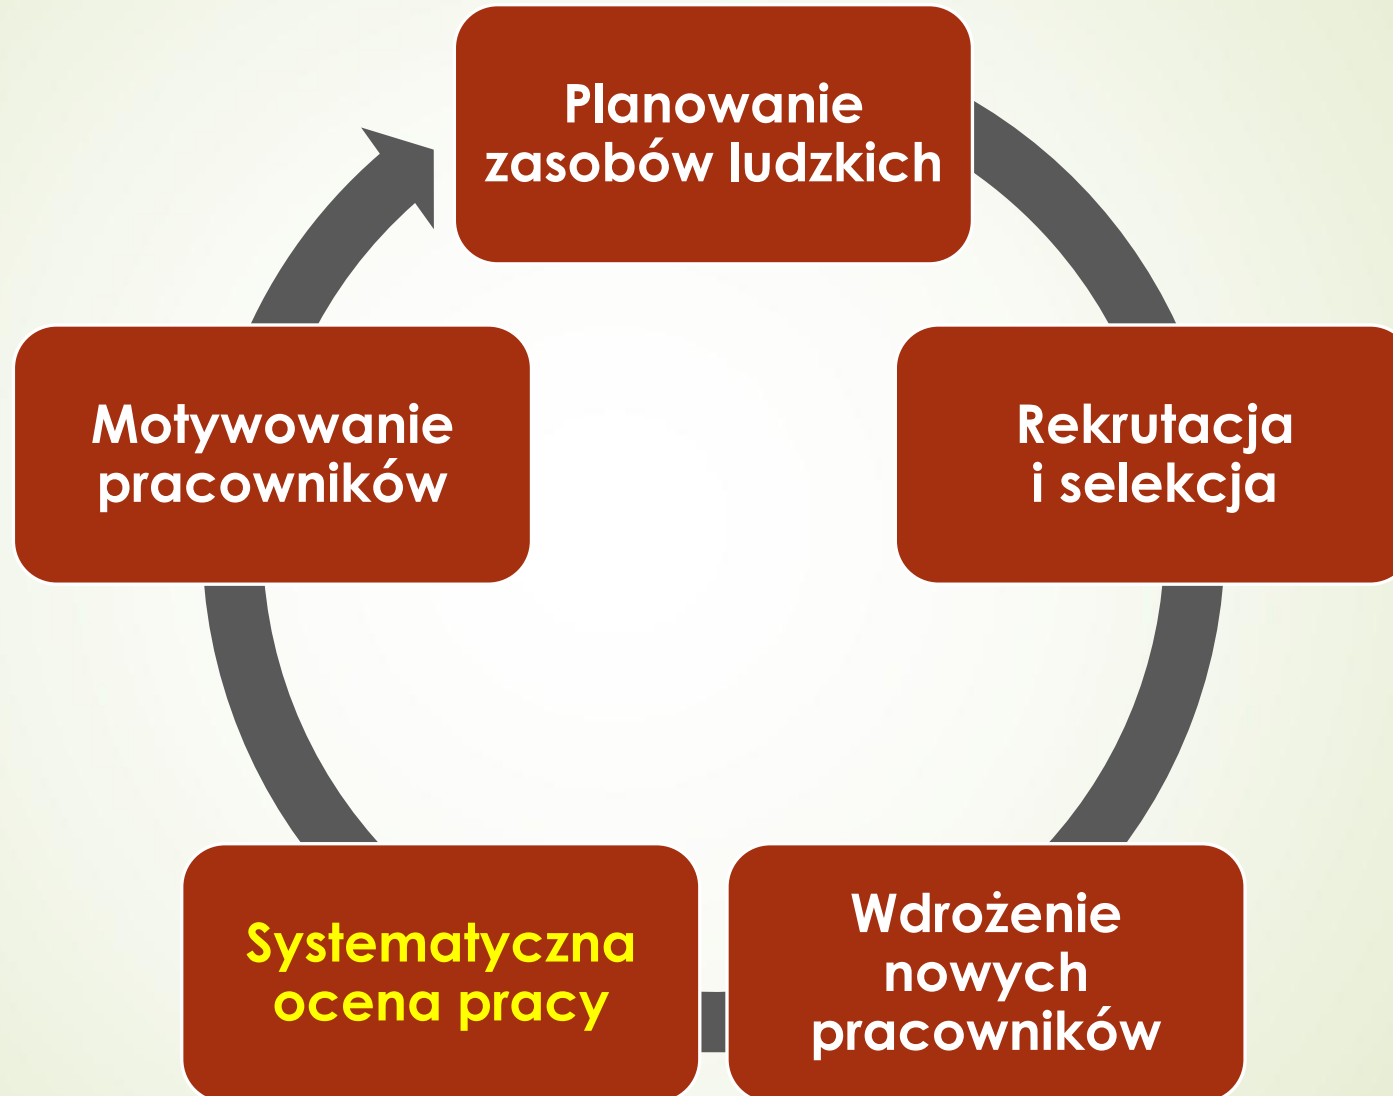 Planowanie
zasobów ludzkich
Rekrutacja
i selekcja
Wdrożenie
nowych
pracowników
Systematyczna
ocena pracy
Motywowanie
pracowników